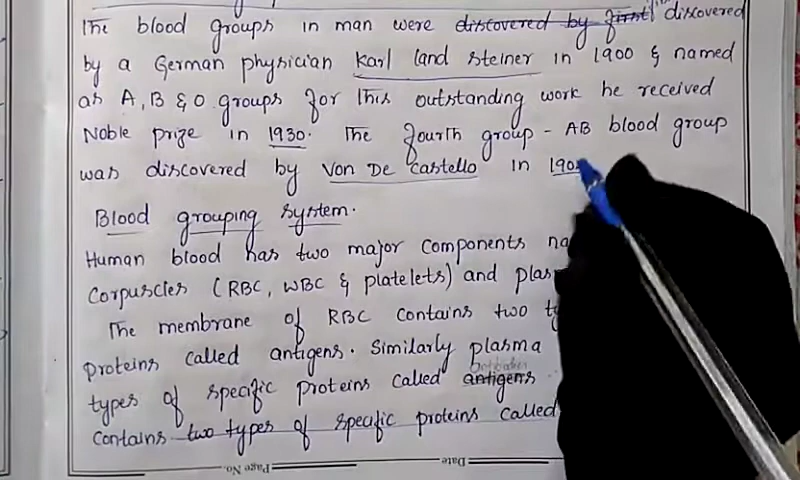 The blood groups in man were discovered by first discovered
by a German physician Karl land steiner in 1900 & named
as A, B & O groups for this outstanding work he received
Noble prize in 1930. The fourth group - AB blood group
was discovered by Von De Castello in
Blood grouping system.
Human blood has two major components
Corpuscles (RBC, WBC & platelets) and
The membrane of RBC contains two
proteins called antigens. Similarly plasma
types of specific proteins called antigens
contains two types of specific proteins called
Page No. Date